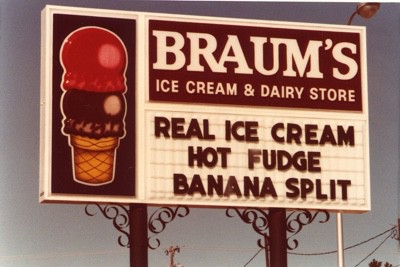 BRAUM'S
ICE CREAM & DAIRY STORE
REAL ICE CREAM
HOT FUDGE
BANANA SPLIT